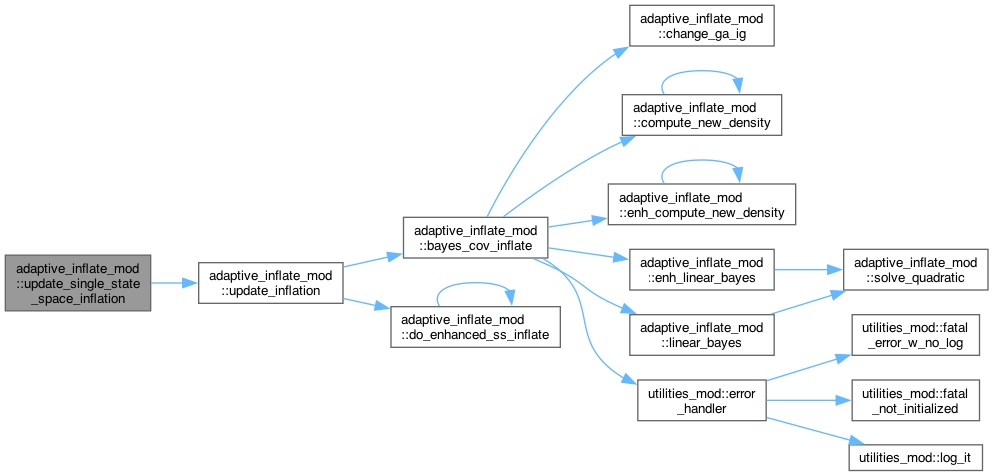 adaptive_inflate_mod
::update_single_state
_space_inflation
adaptive_inflate_mod
::update_inflation
adaptive_inflate_mod
::bayes_cov_inflate
adaptive_inflate_mod
::do_enhanced_ss_inflate
adaptive_inflate_mod
::change_ga_ig
adaptive_inflate_mod
::compute_new_density
adaptive_inflate_mod
::enh_compute_new_density
adaptive_inflate_mod
::enh_linear_bayes
adaptive_inflate_mod
::linear_bayes
utilities_mod::error
_handler
adaptive_inflate_mod
::solve_quadratic
utilities_mod::fatal
_error_w_no_log
utilities_mod::fatal
_not_initialized
utilities_mod::log_it